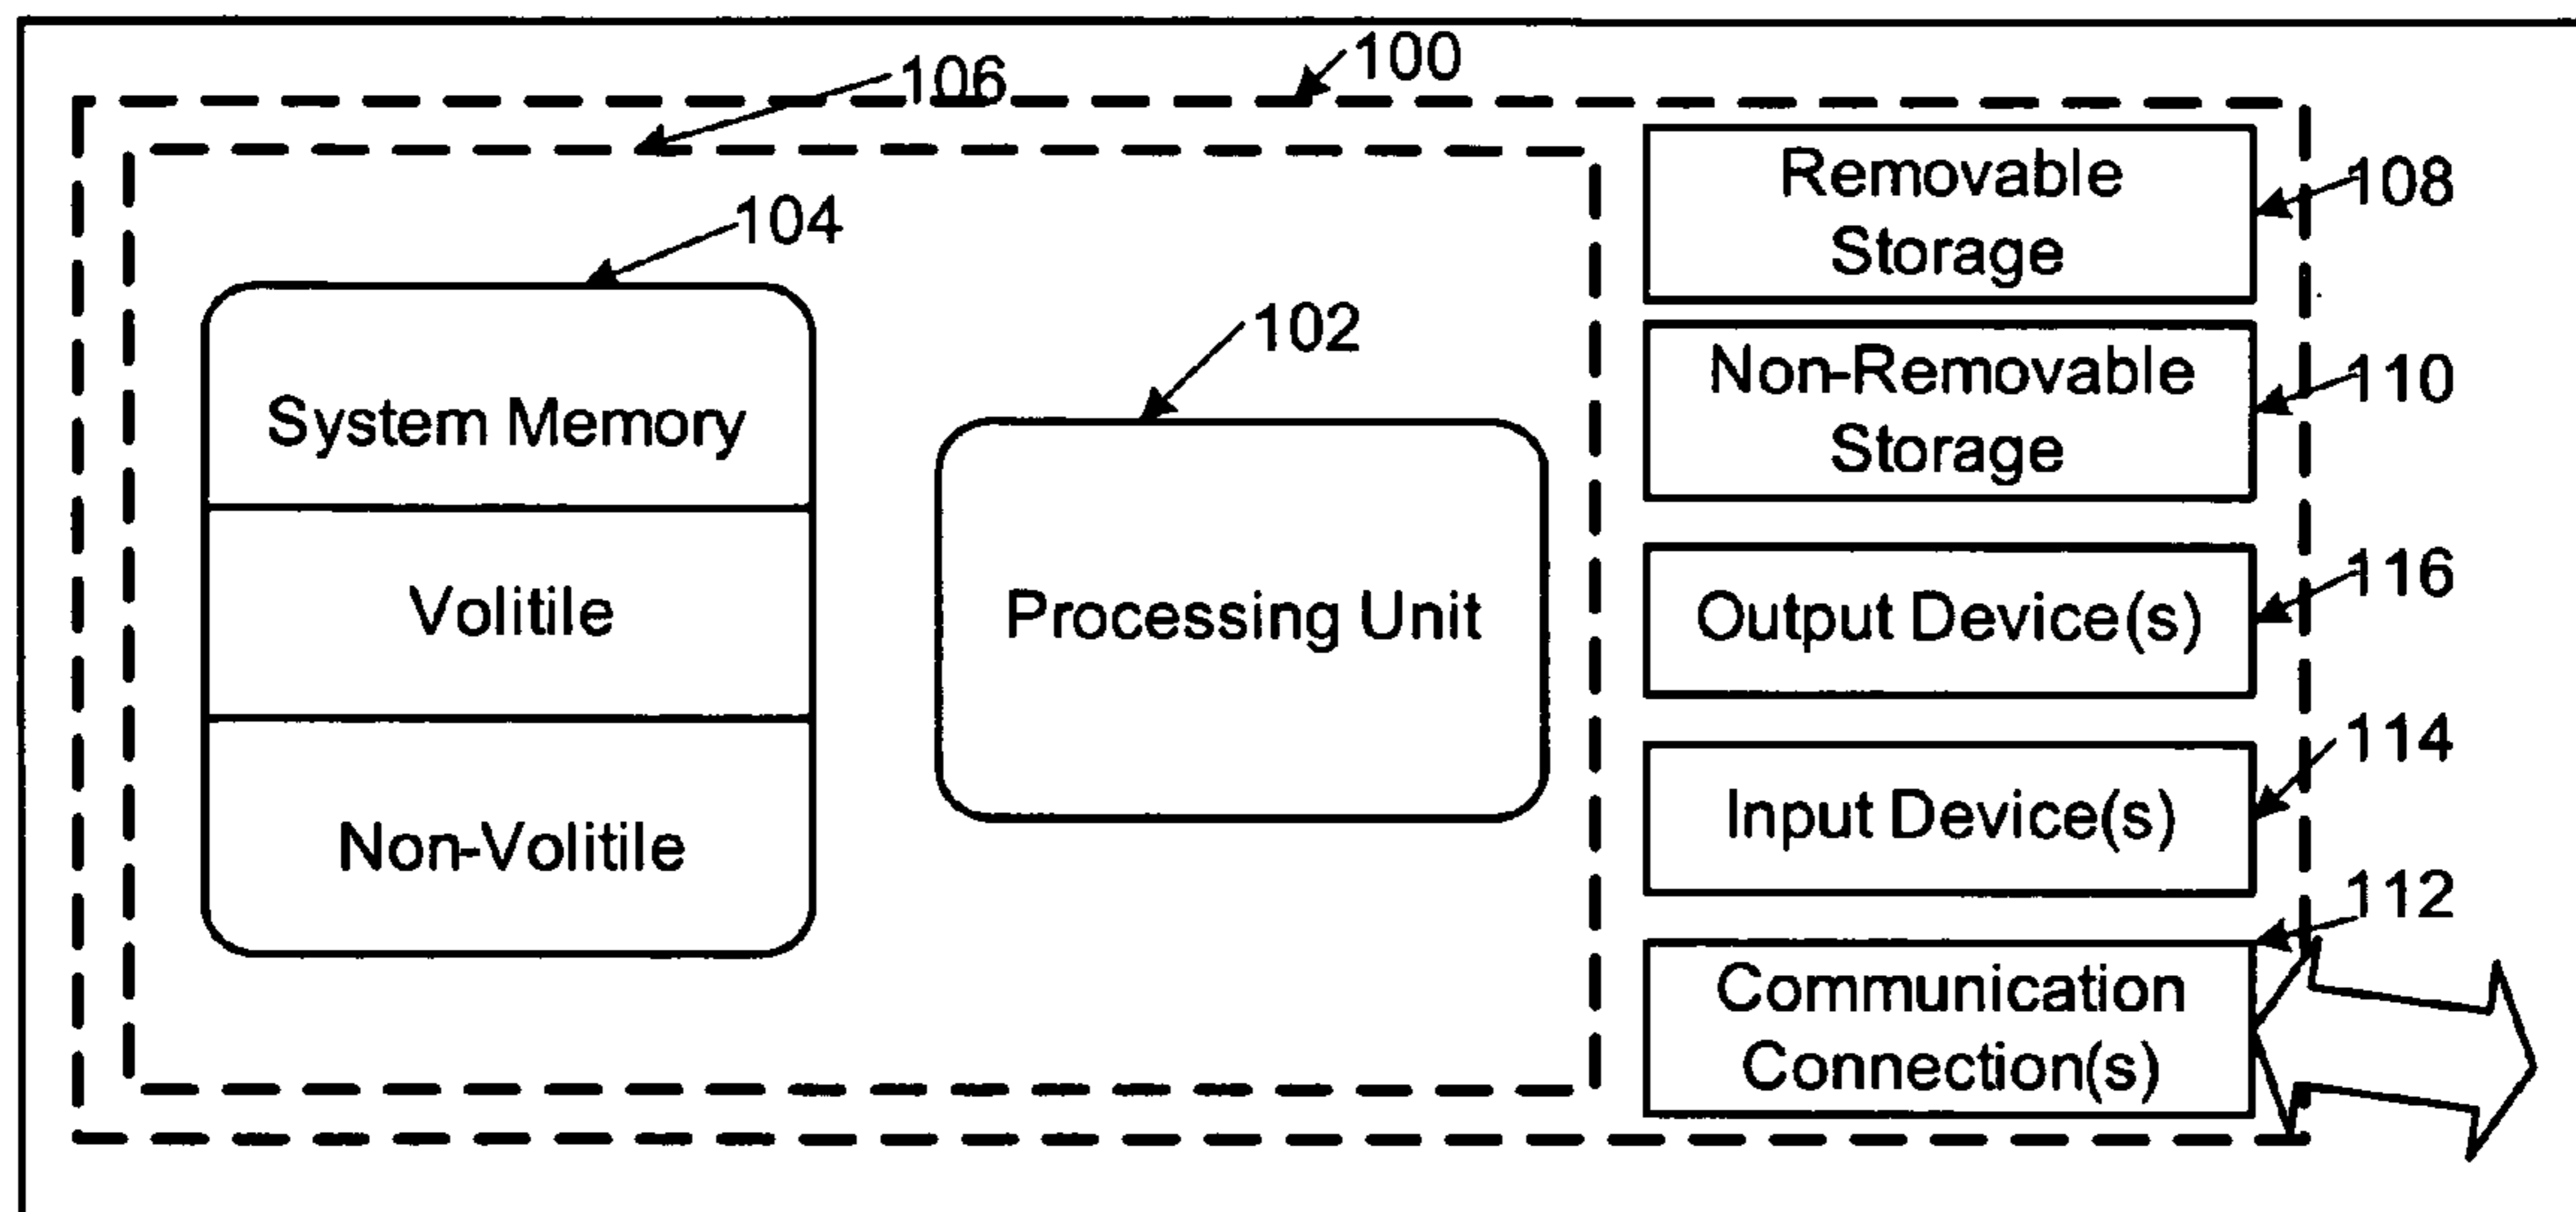 100
106
104
102
System Memory
Volitile
Non-Volitile
Processing Unit
Removable
Storage
108
Non-Removable
Storage
110
Output Device(s)
116
Input Device(s)
114
Communication
Connection(s)
112